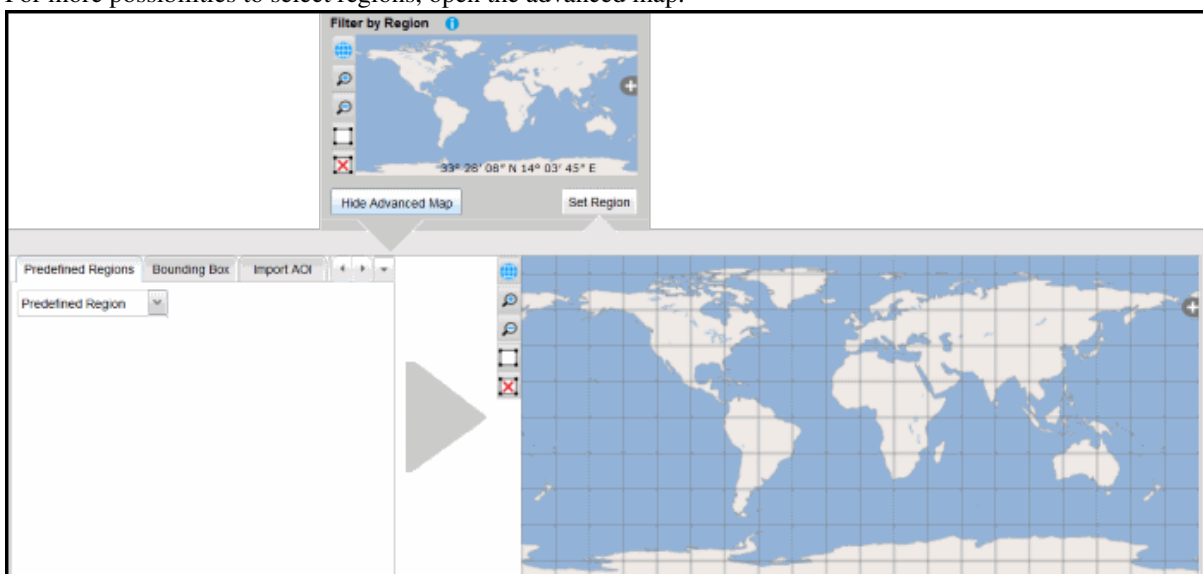 For more possibilities to select regions, open the advanced map.
Filter by Region
33° 26' 08" N 14° 03' 45" E
Hide Advanced Map
Set Region
Predefined Regions
Bounding Box
Import AOI
Predefined Region